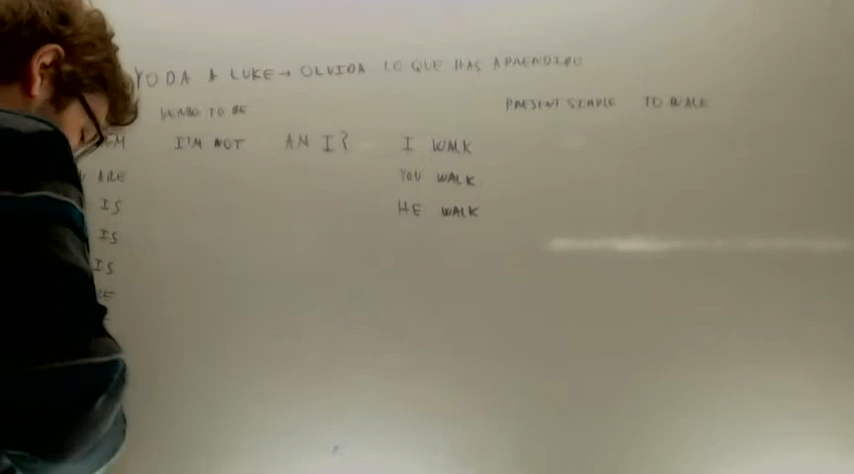 YODA A LUKE → OLVIDA LO QUE HAS APRENDIDO
VERBO TO BE PRESENT SIMPLE TO WALK
I'M NOT AM I? I WALK
ARE YOU WALK
IS HE WALK
IS
IS